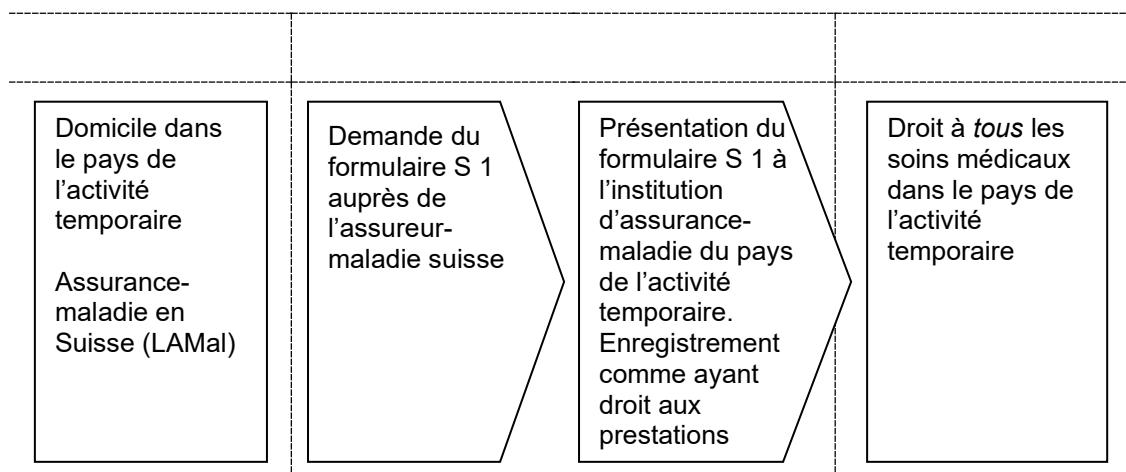 Domicile dans
le pays de
l’activité
temporaire
Assurance-
maladie en
Suisse (LAMal)
Demande du
formulaire S 1
auprès de
l’assureur-
maladie suisse
Présentation du
formulaire S 1 à
l’institution
d’assurance-
maladie du pays
de l’activité
temporaire.
Enregistrement
comme ayant
droit aux
prestations
Droit à tous les
soins médicaux
dans le pays de
l’activité
temporaire